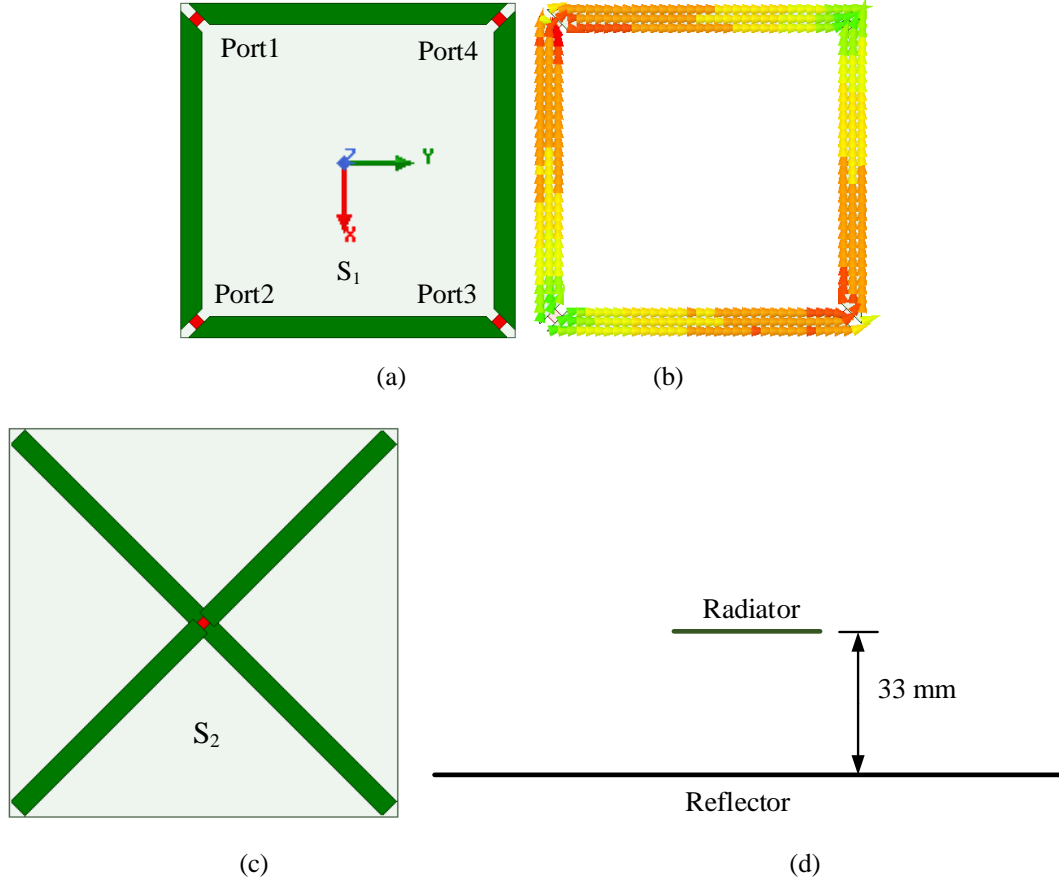 Port1
Port4
Z
Y
X
S₁
Port2
Port3
(a)
(b)
S₂
(c)
Radiator
33 mm
Reflector
(d)